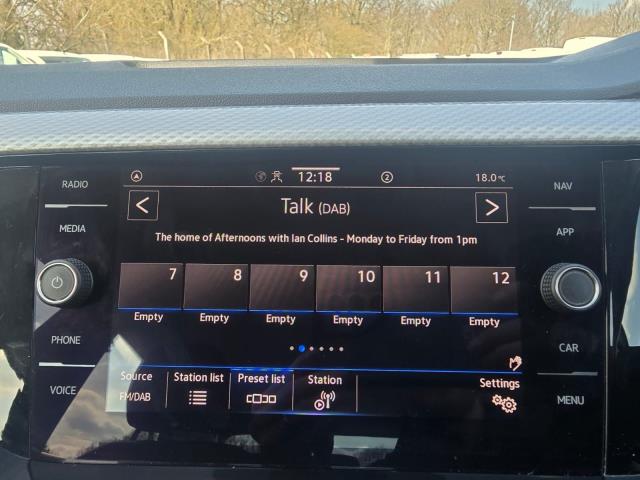 RADIO
MEDIA
PHONE
VOICE
12:18
2
18.0°C
Talk (DAB)
The home of Afternoons with Ian Collins - Monday to Friday from 1pm
7 8 9 10 11 12
Empty Empty Empty Empty Empty Empty
Source Station list Preset list Station Settings
FM/DAB
NAV
APP
CAR
MENU